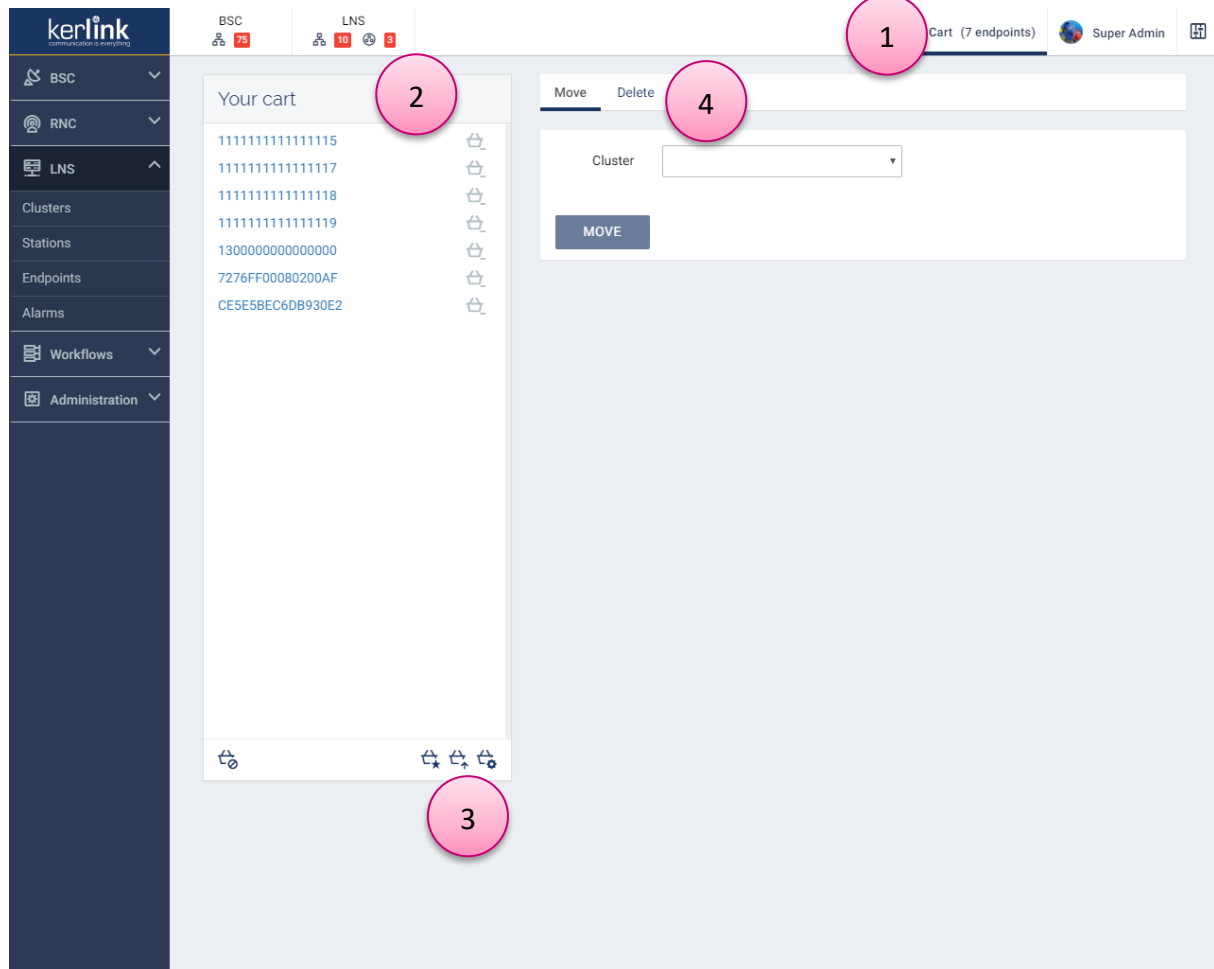 kerlink
communication is everything
BSC
75
LNS
10 3
1
Cart (7 endpoints)
Super Admin
BSC
RNC
LNS
Clusters
Stations
Endpoints
Alarms
Workflows
Administration
Your cart
2
1111111111111115
1111111111111117
1111111111111118
1111111111111119
1300000000000000
7276FF00080200AF
CE5E5BEC6DB930E2
3
Move Delete
4
Cluster
MOVE